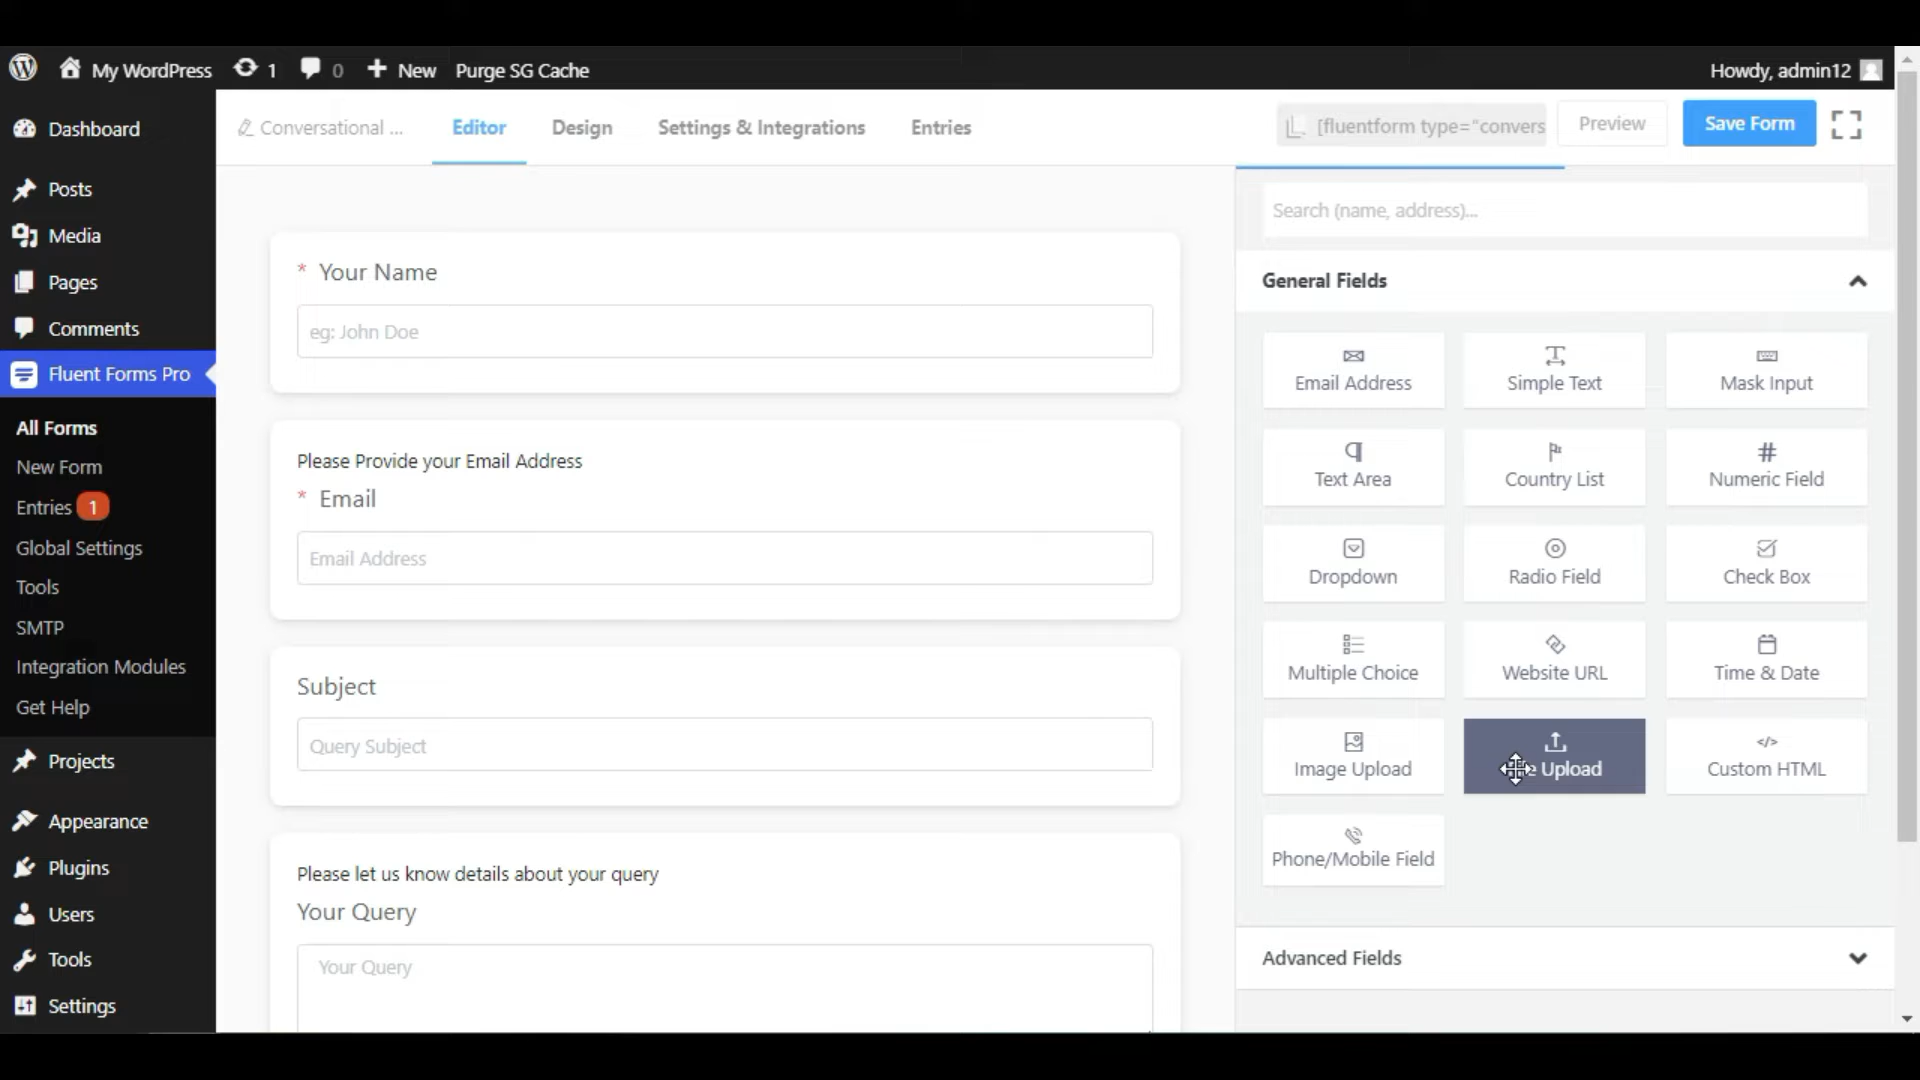 My WordPress 1 0 New Purge SG Cache Howdy, admin12
Dashboard
Posts
Media
Pages
Comments
Fluent Forms Pro
All Forms
New Form
Entries 1
Global Settings
Tools
SMTP
Integration Modules
Get Help
Projects
Appearance
Plugins
Users
Tools
Settings
Conversational ... Editor Design Settings & Integrations Entries [fluentform type="convers Preview Save Form
* Your Name
eg: John Doe
Please Provide your Email Address
* Email
Email Address
Subject
Query Subject
Please let us know details about your query
Your Query
Your Query
Search (name, address)...
General Fields
Email Address Simple Text Mask Input
Text Area Country List Numeric Field
Dropdown Radio Field Check Box
Multiple Choice Website URL Time & Date
Image Upload Upload Custom HTML
Phone/Mobile Field
Advanced Fields